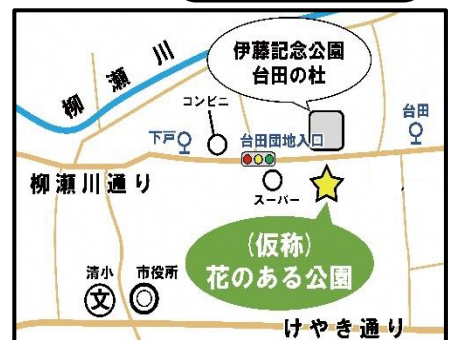 柳瀬川
伊藤記念公園
台田の杜
コンビニ
台田
下戸
台田団地入口
柳瀬川通り
スーパー
(仮称)
花のある公園
清小
市役所
文
けやき通り